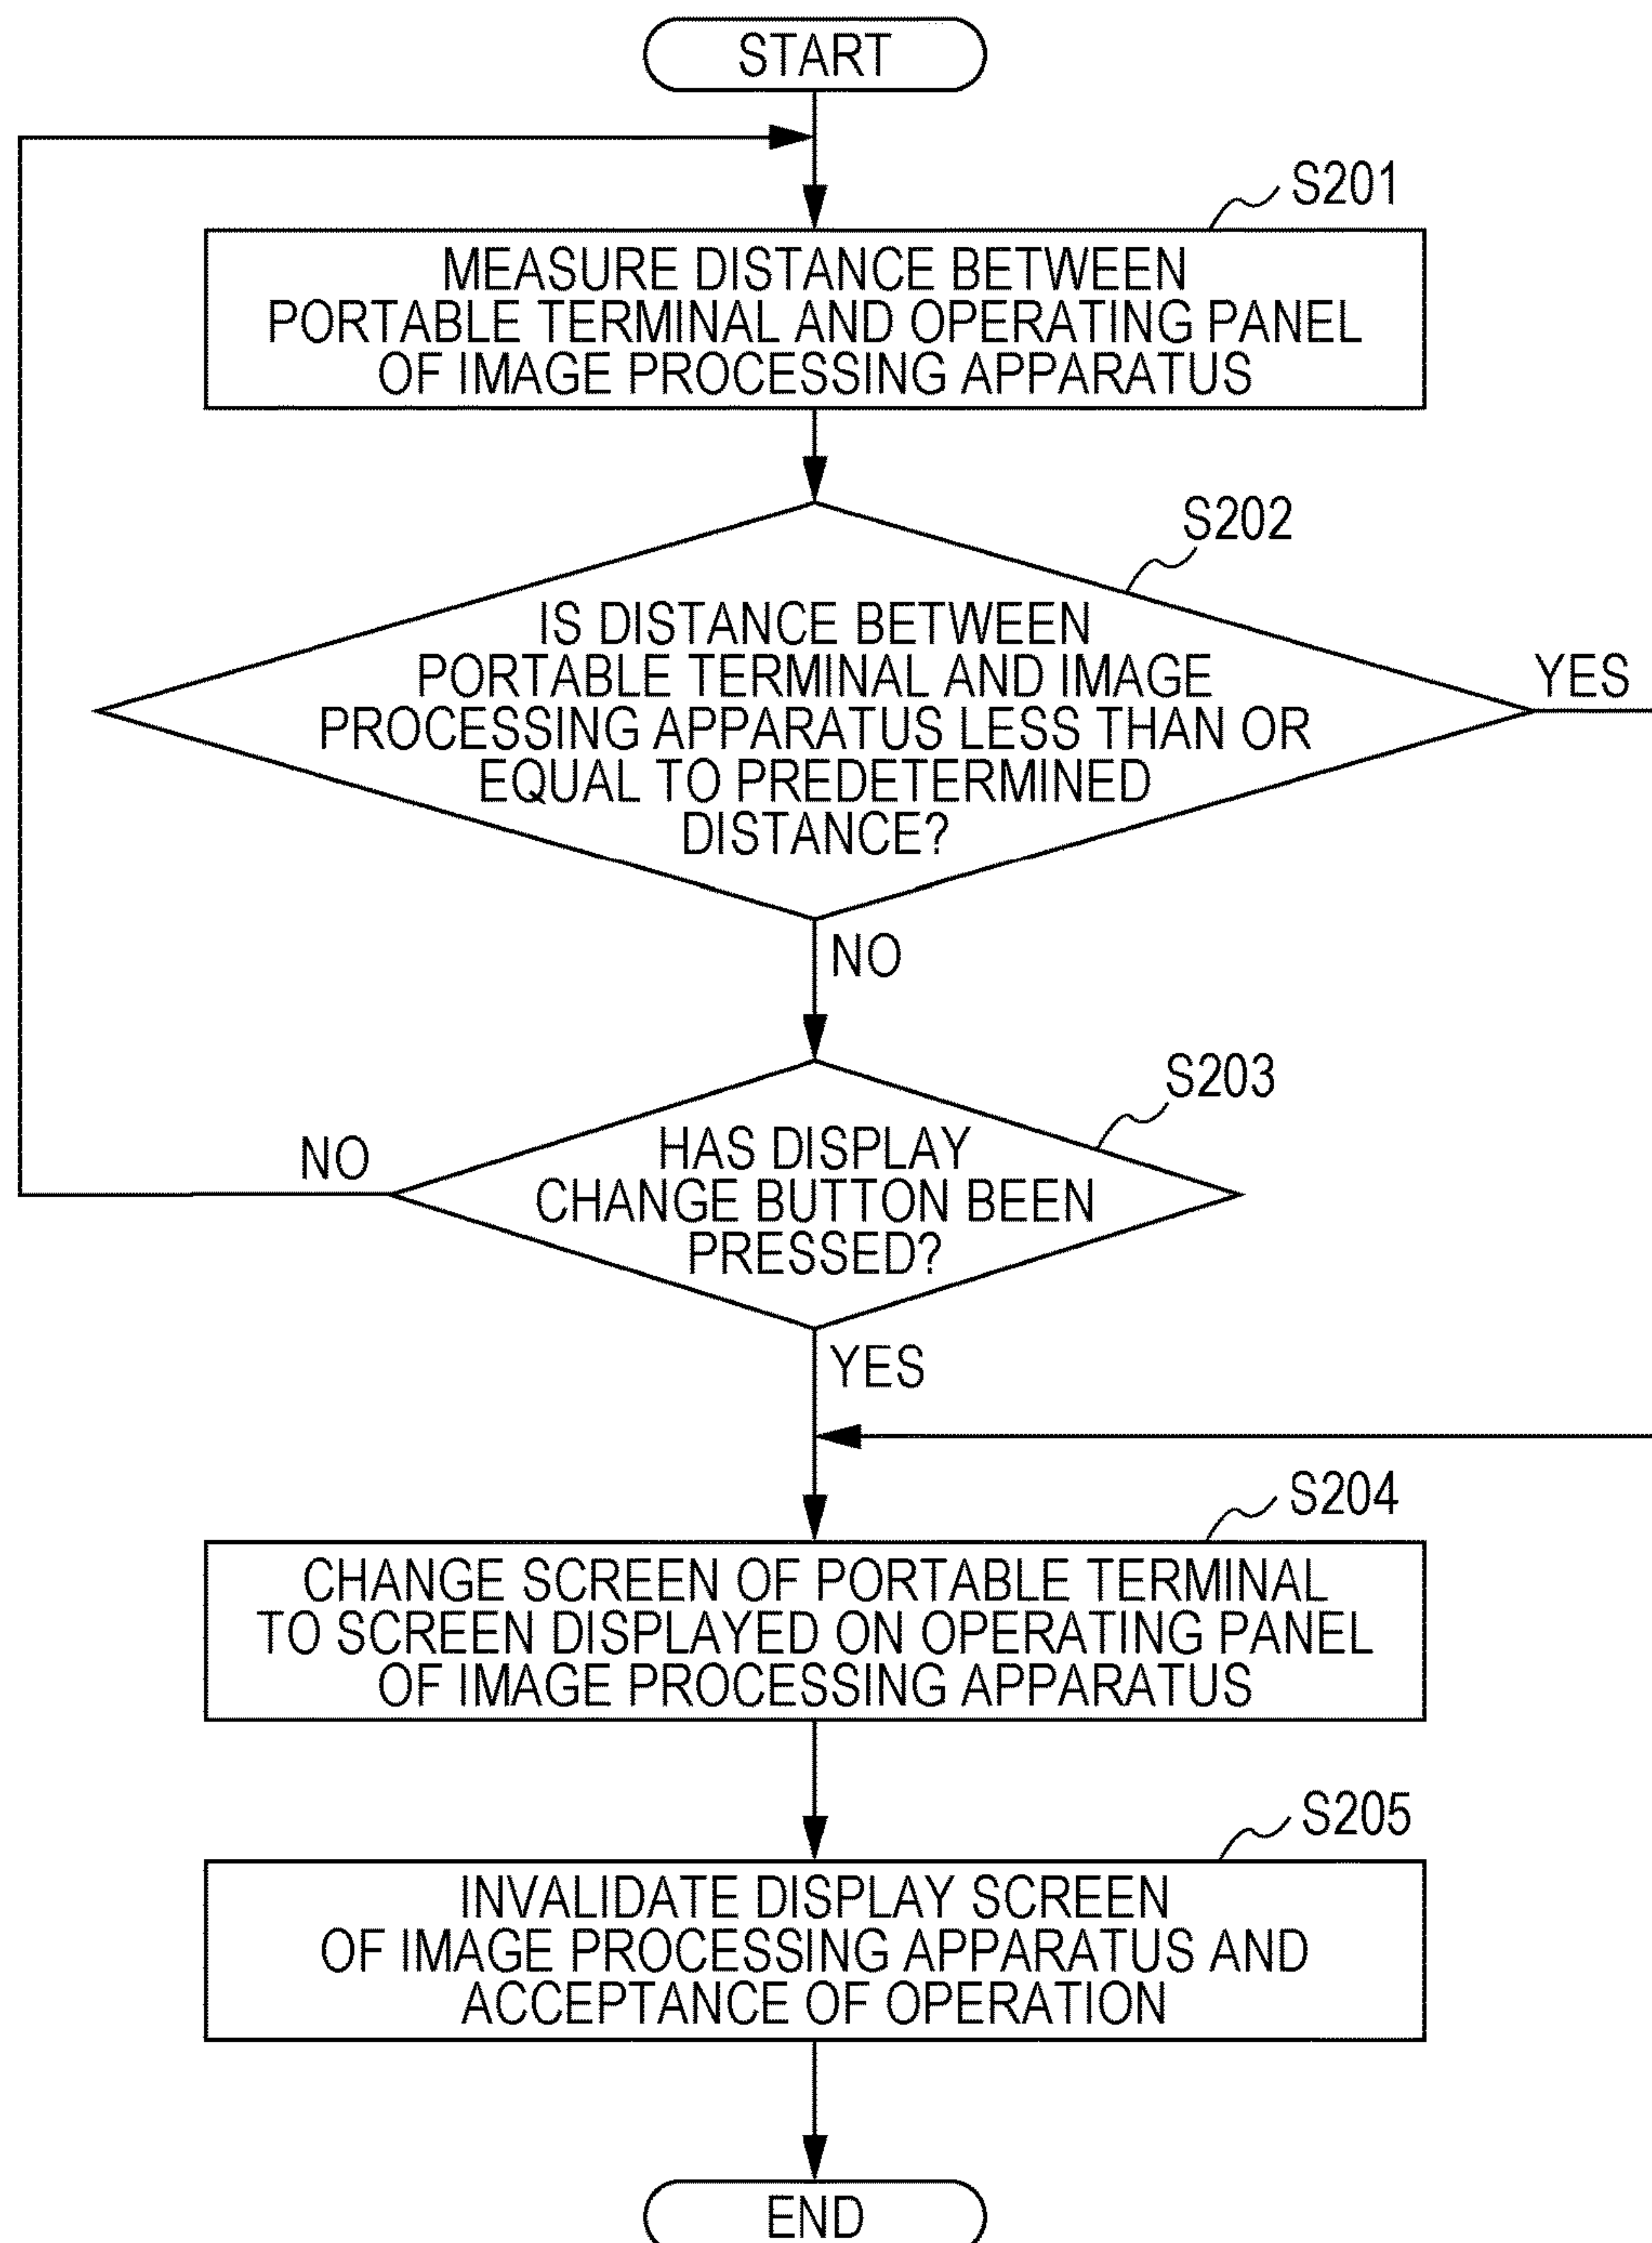 START
S201
MEASURE DISTANCE BETWEEN
PORTABLE TERMINAL AND OPERATING PANEL
OF IMAGE PROCESSING APPARATUS
S202
IS DISTANCE BETWEEN
PORTABLE TERMINAL AND IMAGE
PROCESSING APPARATUS LESS THAN OR
EQUAL TO PREDETERMINED
DISTANCE?
YES
NO
S203
HAS DISPLAY
CHANGE BUTTON BEEN
PRESSED?
NO
YES
S204
CHANGE SCREEN OF PORTABLE TERMINAL
TO SCREEN DISPLAYED ON OPERATING PANEL
OF IMAGE PROCESSING APPARATUS
S205
INVALIDATE DISPLAY SCREEN
OF IMAGE PROCESSING APPARATUS AND
ACCEPTANCE OF OPERATION
END